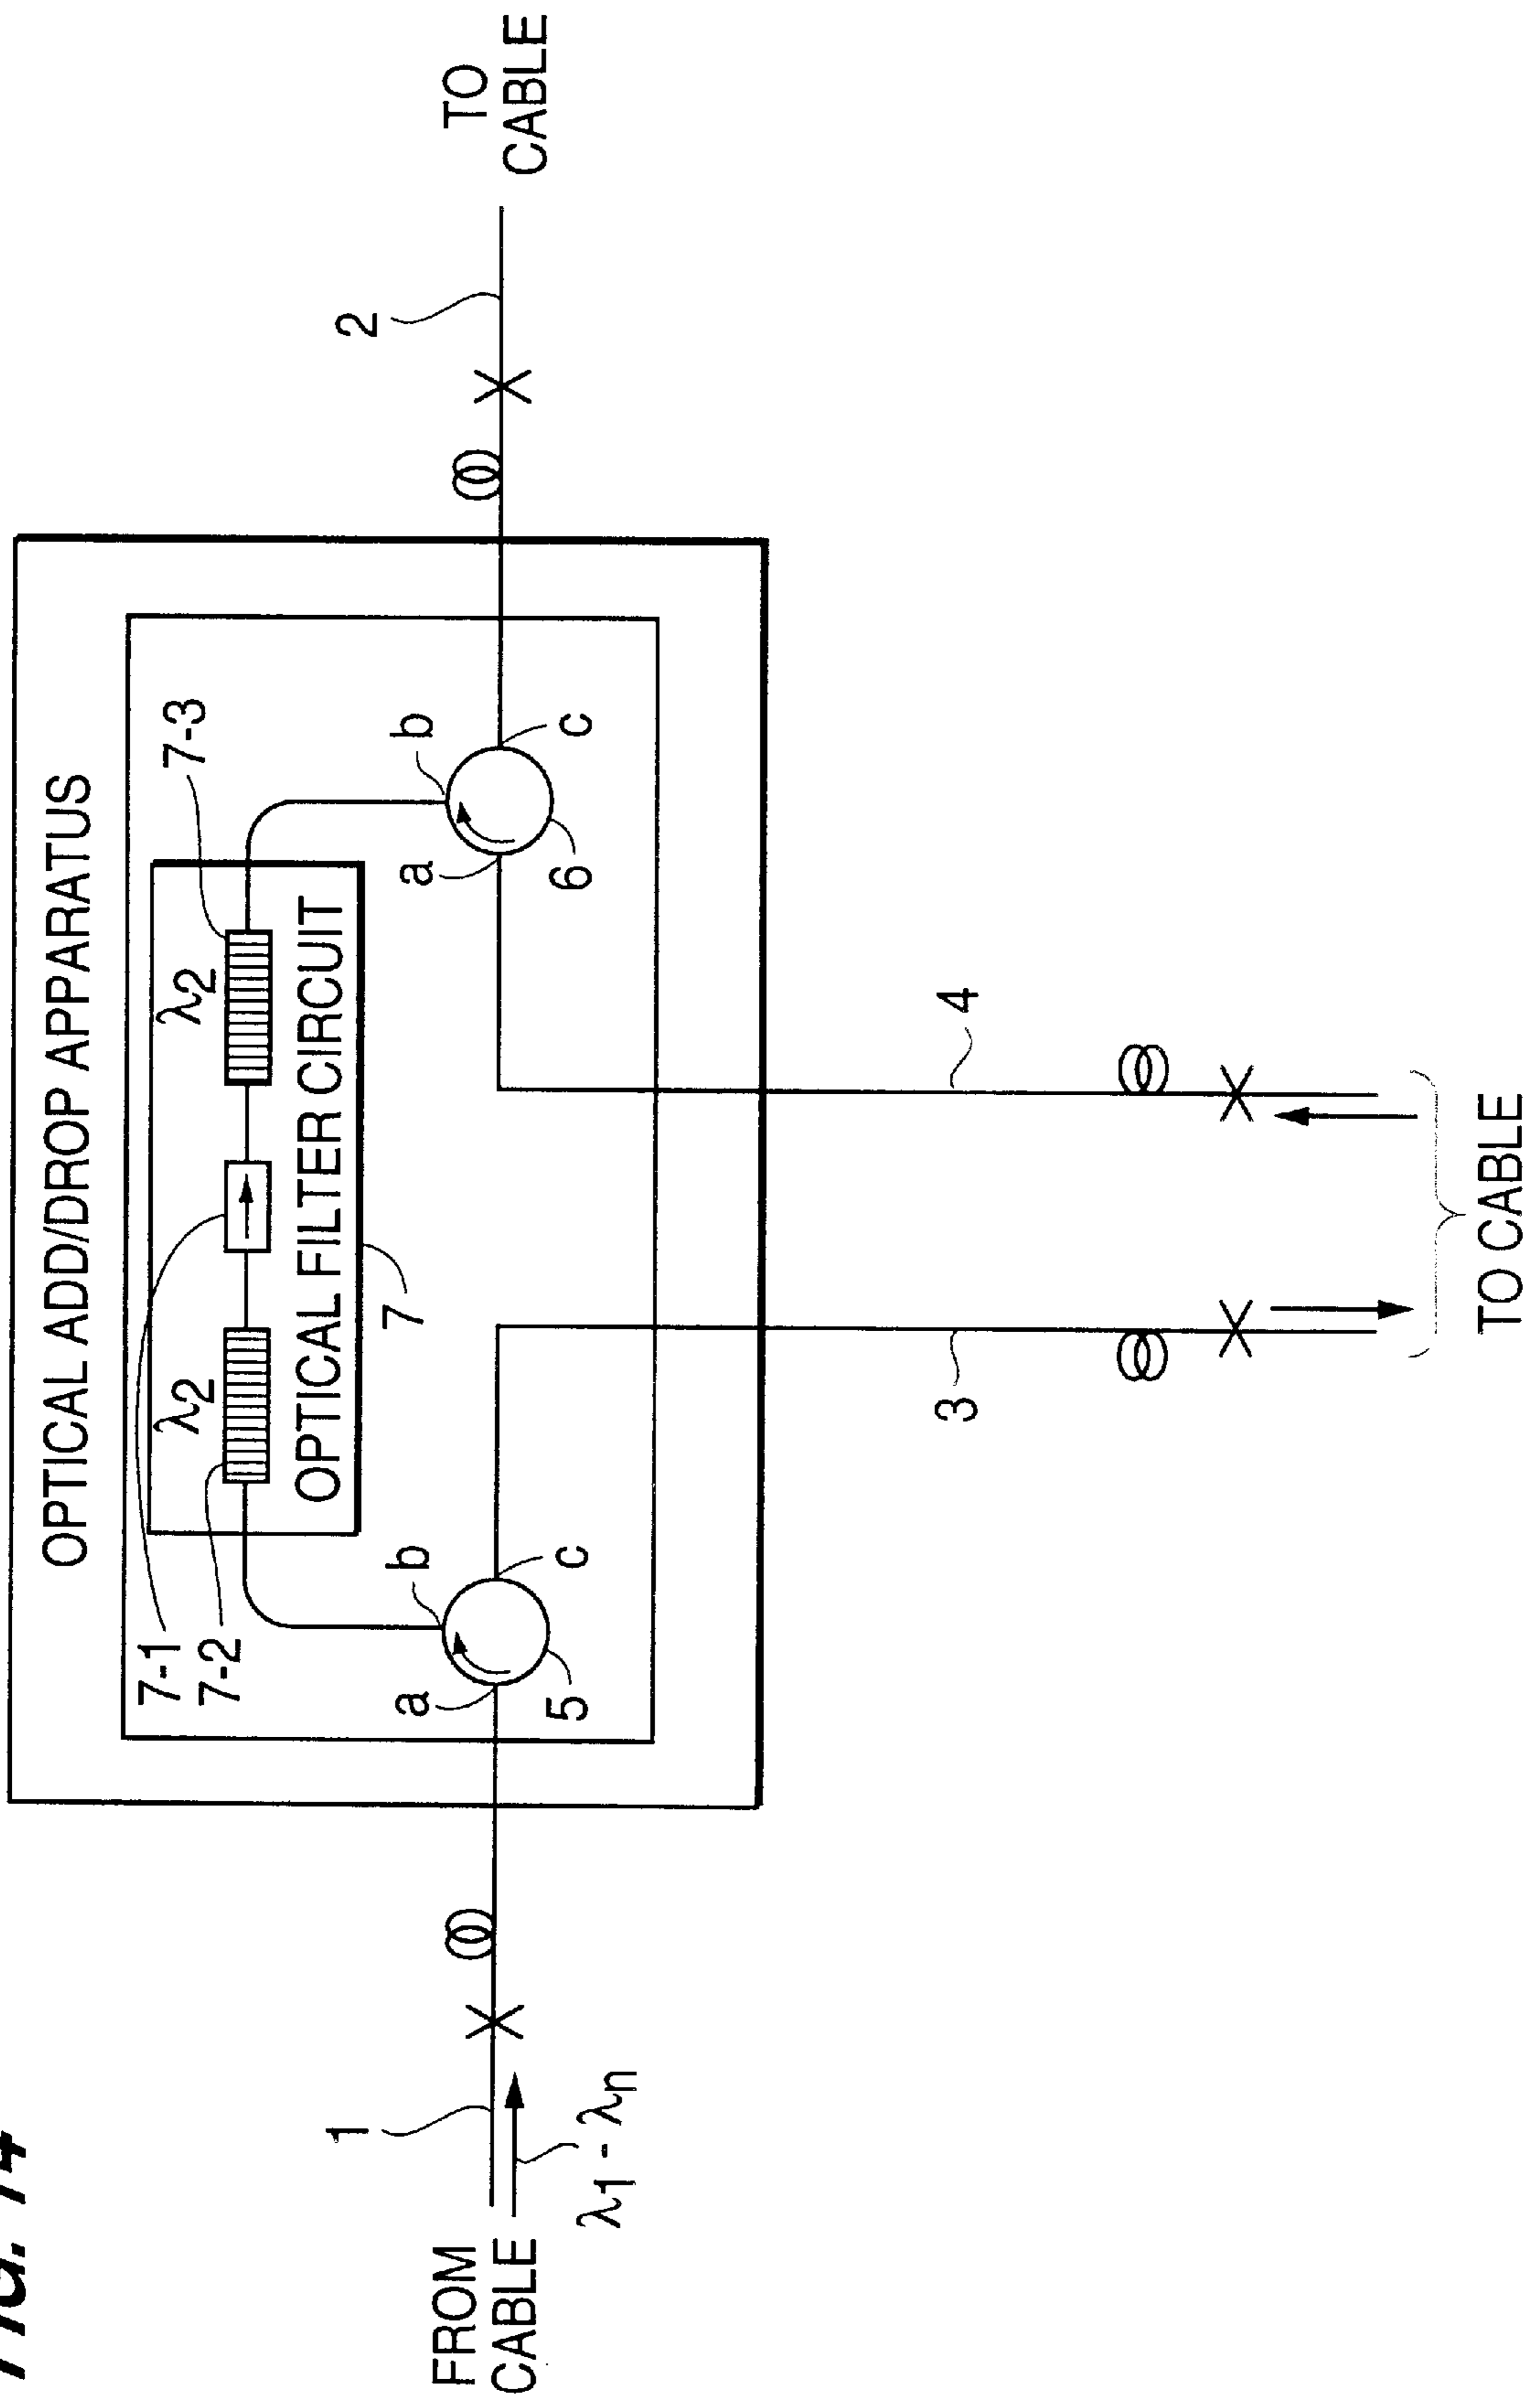 FIG. 14
OPTICAL ADD/DROP APPARATUS
7-1
7-2
λ2
λ2
7-3
OPTICAL FILTER CIRCUIT
7
a
b
c
5
a
b
c
6
1
FROM
CABLE
λ1 - λn
2
TO
CABLE
3
4
TO CABLE